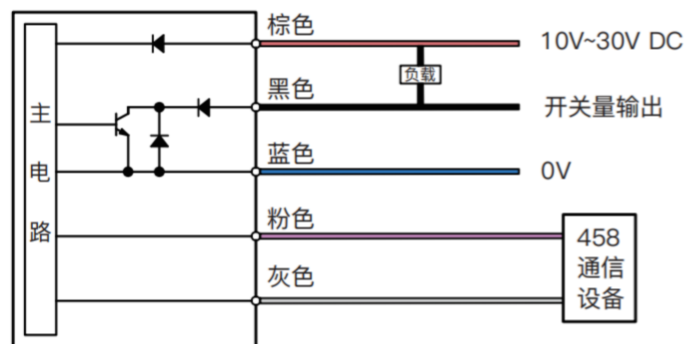 棕色
10V~30V DC
负载
黑色
开关量输出
主
电
路
蓝色
0V
粉色
458
通信
设备
灰色